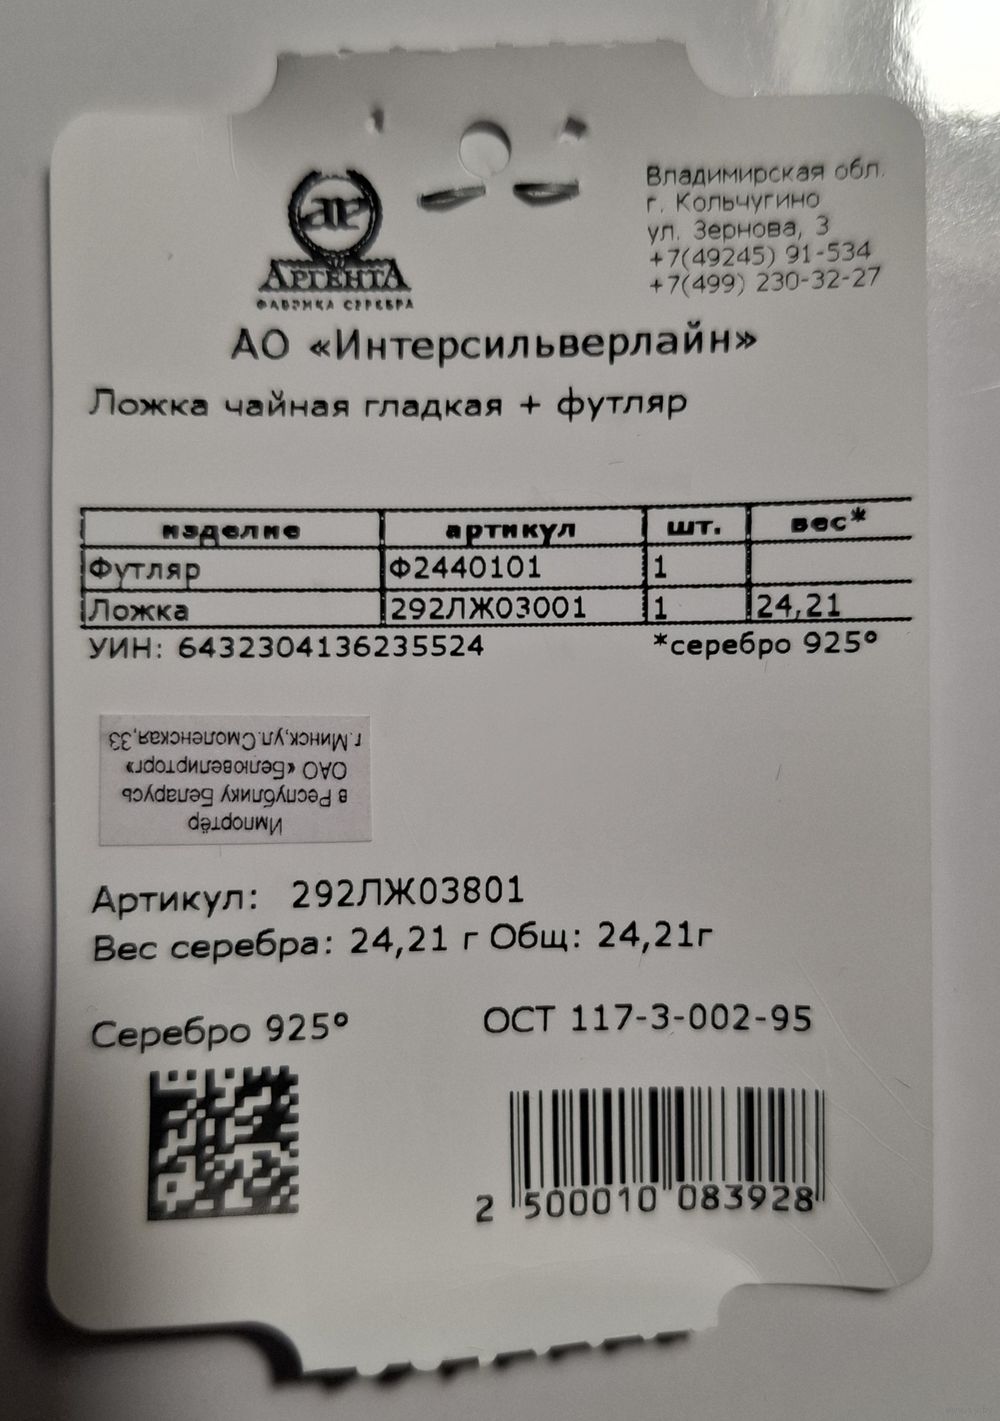 АРГЕНТА
ФАБРИКА СЕРЕБРА
Владимирская обл.
г. Кольчугино
ул. Зернова, 3
+7(49245) 91-534
+7(499) 230-32-27
АО «Интерсильверлайн»
Ложка чайная гладкая + футляр
изделие артикул шт. вес*
Футляр Ф2440101 1
Ложка 292ЛЖ03001 1 24,21
УИН: 6432304136235524 *серебро 925°
Импортёр
в Республику Беларусь
ОАО «Белювелирторг»
г.Минск,ул.Смоленская,33
Артикул: 292ЛЖ03801
Вес серебра: 24,21 г Общ: 24,21г
Серебро 925° ОСТ 117-3-002-95
2 500010 083928